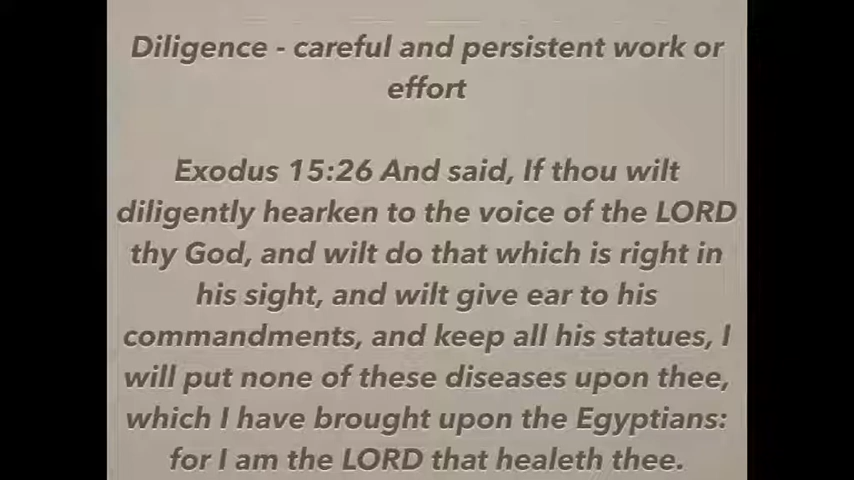 Diligence - careful and persistent work or
effort
Exodus 15:26 And said, If thou wilt
diligently hearken to the voice of the LORD
thy God, and wilt do that which is right in
his sight, and wilt give ear to his
commandments, and keep all his statues, I
will put none of these diseases upon thee,
which I have brought upon the Egyptians:
for I am the LORD that healeth thee.